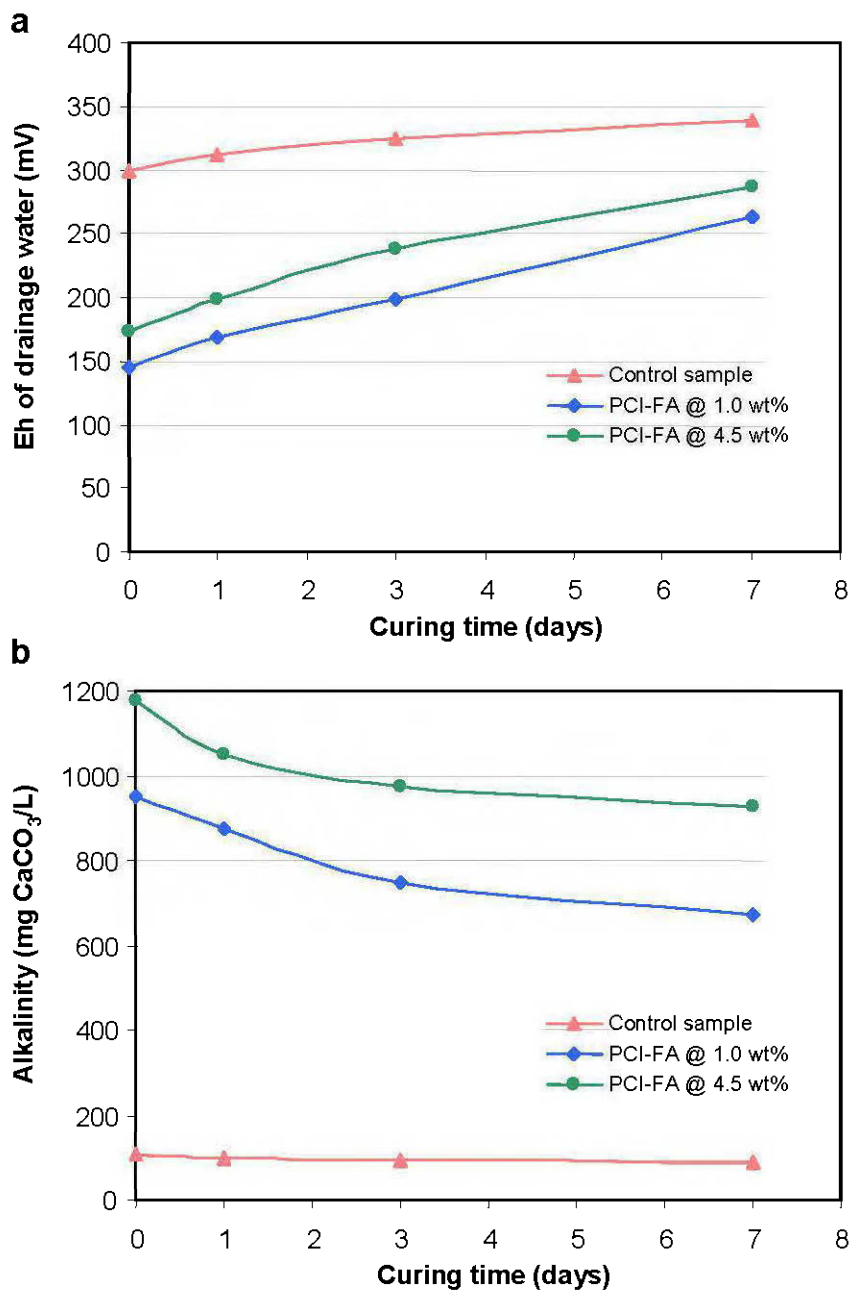 a
Eh of drainage water (mV)
400
350
300
250
200
150
100
50
0
Control sample
PCI-FA @ 1.0 wt%
PCI-FA @ 4.5 wt%
0 1 2 3 4 5 6 7 8
Curing time (days)
b
Alkalinity (mg CaCO₃/L)
1200
1000
800
600
400
200
0
Control sample
PCI-FA @ 1.0 wt%
PCI-FA @ 4.5 wt%
0 1 2 3 4 5 6 7 8
Curing time (days)